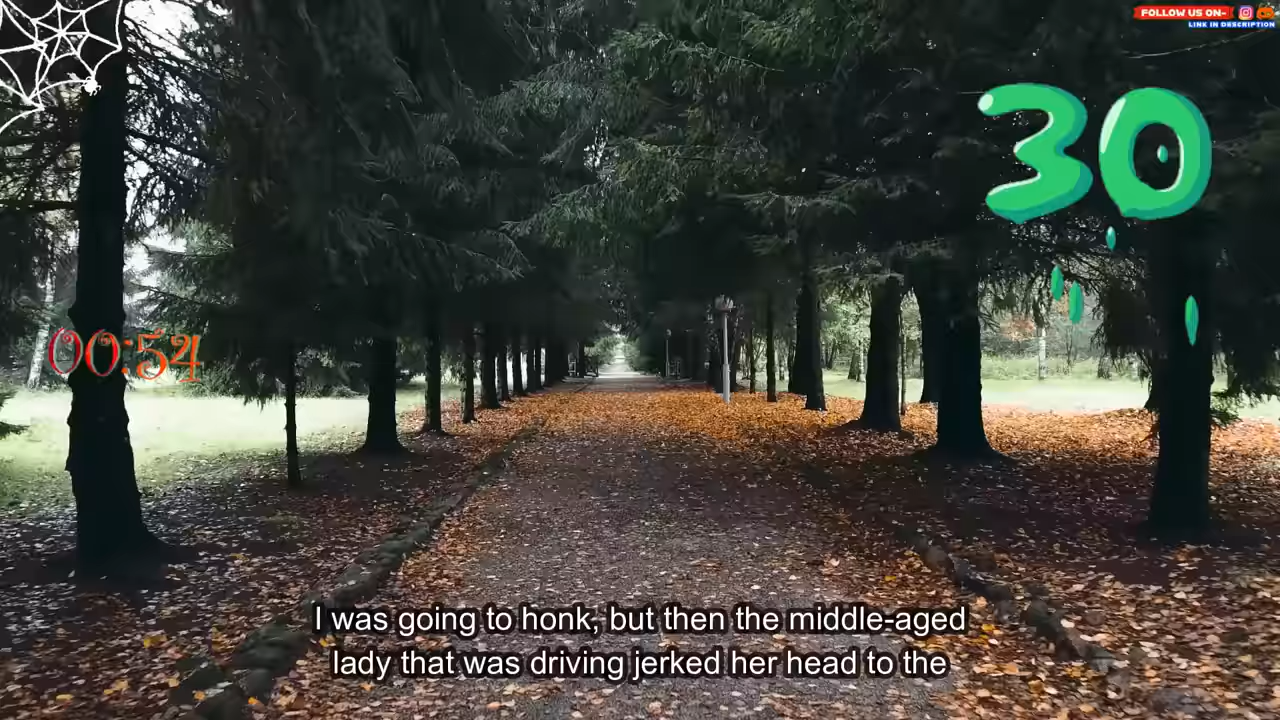 FOLLOW US ON-
LINK IN DESCRIPTION
30
00:54
I was going to honk, but then the middle-aged
lady that was driving jerked her head to the